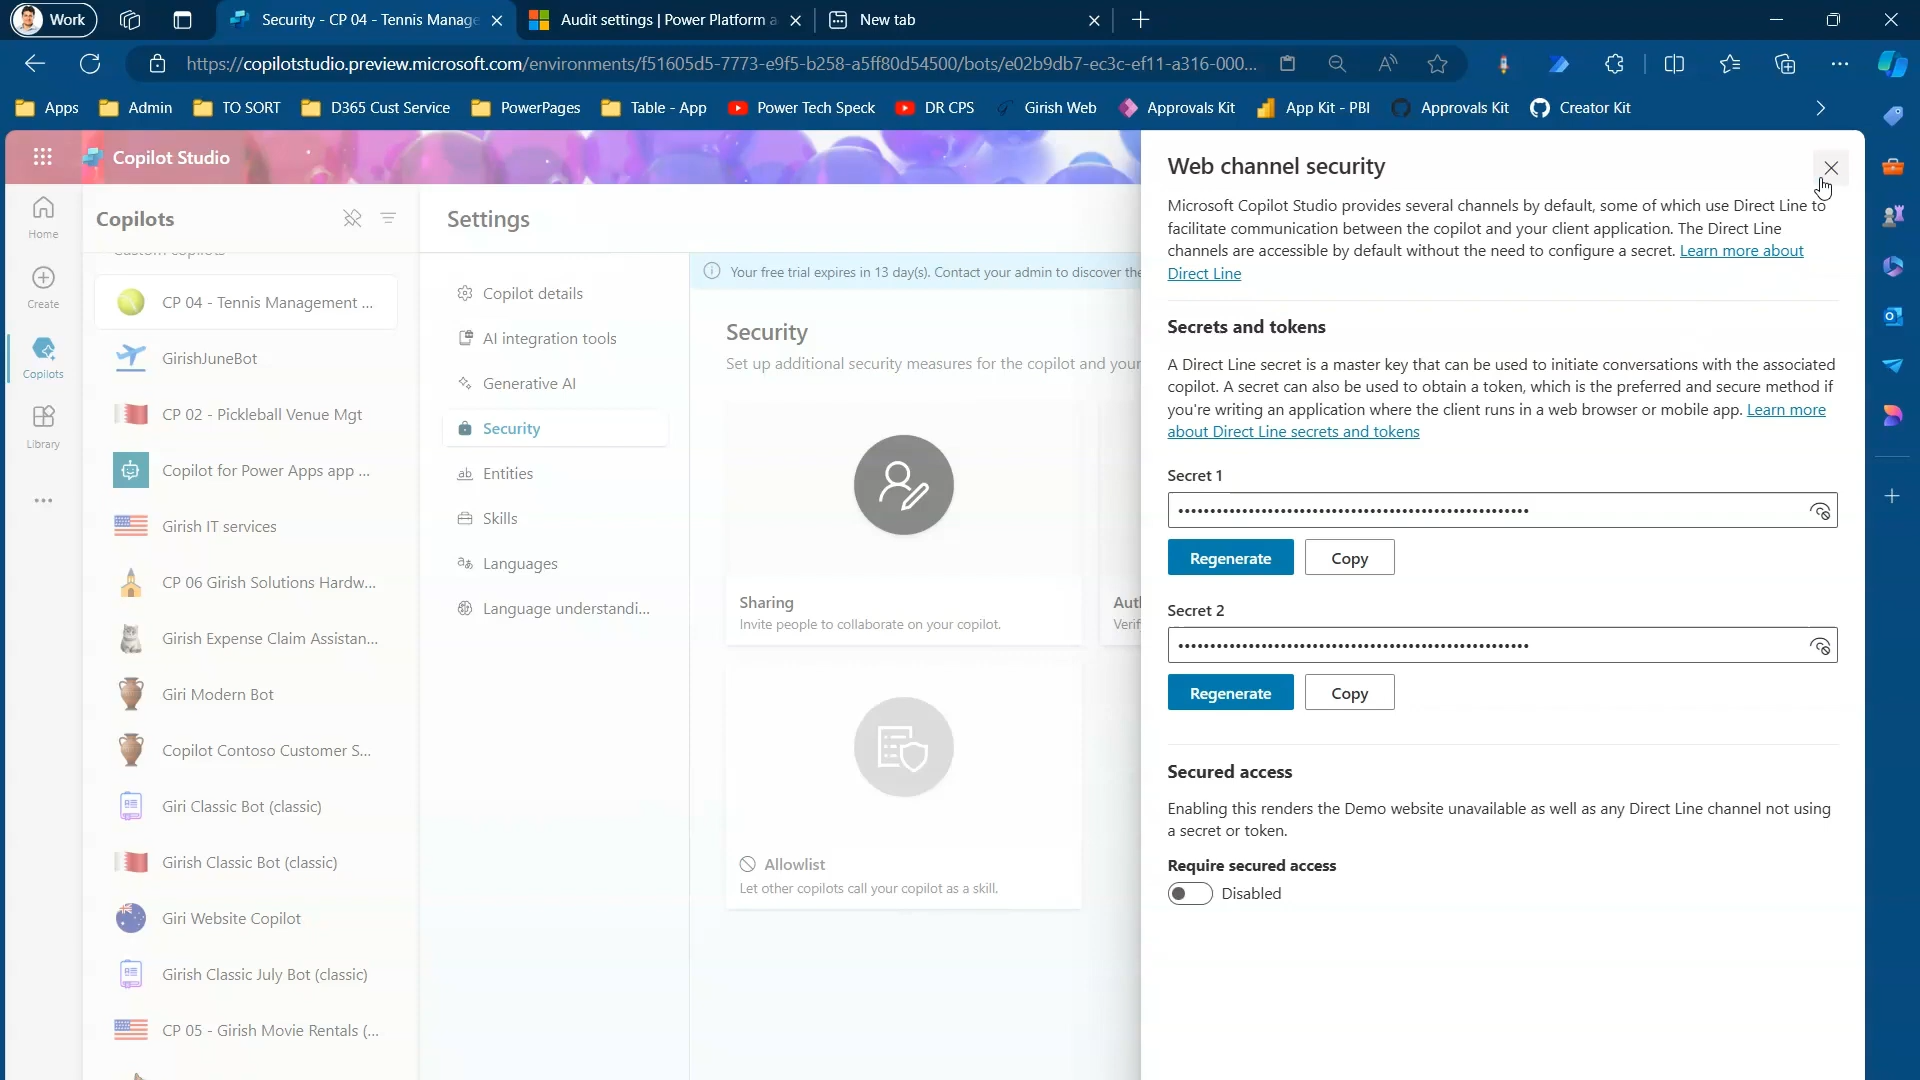 Work
Security - CP 04 - Tennis Manage
Audit settings | Power Platform a
New tab
https://copilotstudio.preview.microsoft.com/environments/f51605d5-7773-e9f5-b258-a5ff80d54500/bots/e02b9db7-ec3c-ef11-a316-000...
Apps
Admin
TO SORT
D365 Cust Service
PowerPages
Table - App
Power Tech Speck
DR CPS
Girish Web
Approvals Kit
App Kit - PBI
Approvals Kit
Creator Kit
Copilot Studio
Home
Create
Copilots
Library
Copilots
Custom copilots
CP 04 - Tennis Management ...
GirishJuneBot
CP 02 - Pickleball Venue Mgt
Copilot for Power Apps app ...
Girish IT services
CP 06 Girish Solutions Hardw...
Girish Expense Claim Assistan...
Giri Modern Bot
Copilot Contoso Customer S...
Giri Classic Bot (classic)
Girish Classic Bot (classic)
Giri Website Copilot
Girish Classic July Bot (classic)
CP 05 - Girish Movie Rentals (...
Settings
Copilot details
AI integration tools
Generative AI
Security
Entities
Skills
Languages
Language understandi...
Your free trial expires in 13 day(s). Contact your admin to discover the
Security
Set up additional security measures for the copilot and your
Sharing
Invite people to collaborate on your copilot.
Aut
Verif
Allowlist
Let other copilots call your copilot as a skill.
Web channel security
Microsoft Copilot Studio provides several channels by default, some of which use Direct Line to
facilitate communication between the copilot and your client application. The Direct Line
channels are accessible by default without the need to configure a secret. Learn more about
Direct Line
Secrets and tokens
A Direct Line secret is a master key that can be used to initiate conversations with the associated
copilot. A secret can also be used to obtain a token, which is the preferred and secure method if
you're writing an application where the client runs in a web browser or mobile app. Learn more
about Direct Line secrets and tokens
Secret 1
Regenerate
Copy
Secret 2
Regenerate
Copy
Secured access
Enabling this renders the Demo website unavailable as well as any Direct Line channel not using
a secret or token.
Require secured access
Disabled